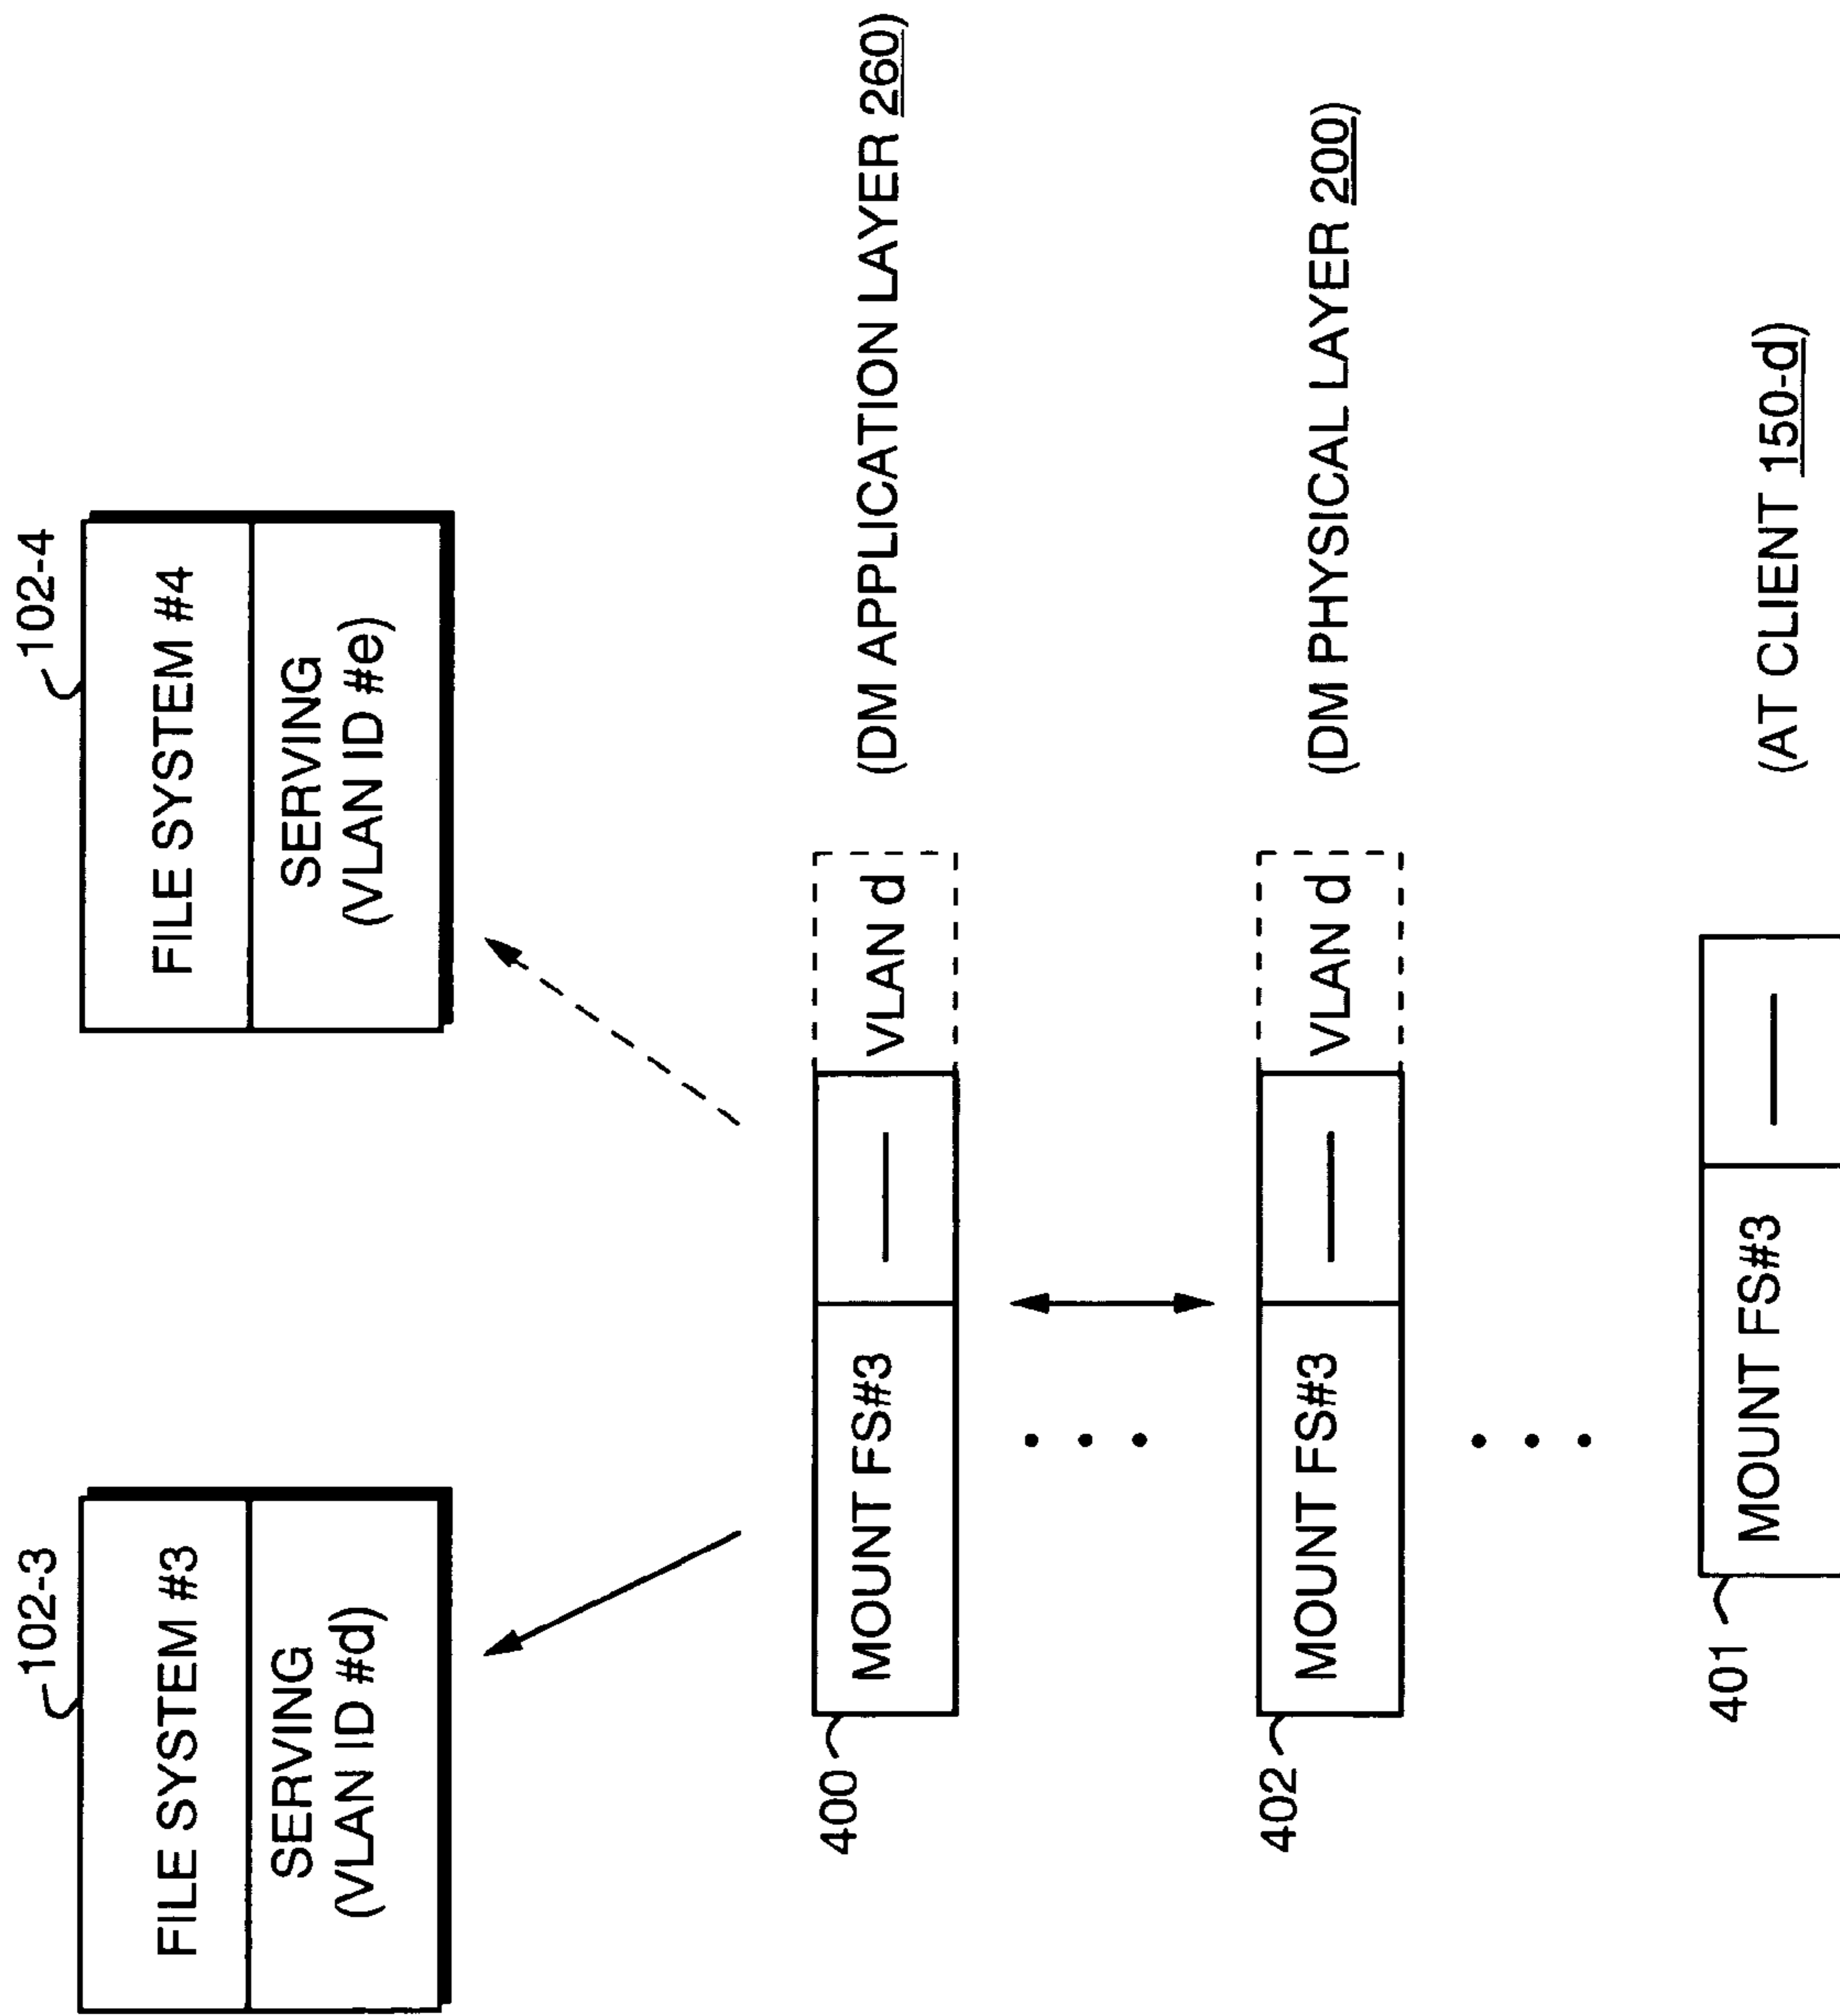 102-3
FILE SYSTEM #3
SERVING
(VLAN ID #d)
102-4
FILE SYSTEM #4
SERVING
(VLAN ID #e)
400
MOUNT FS#3
VLAN d
(DM APPLICATION LAYER 260)
402
MOUNT FS#3
VLAN d
(DM PHYSICAL LAYER 200)
401
MOUNT FS#3
(AT CLIENT 150-d)